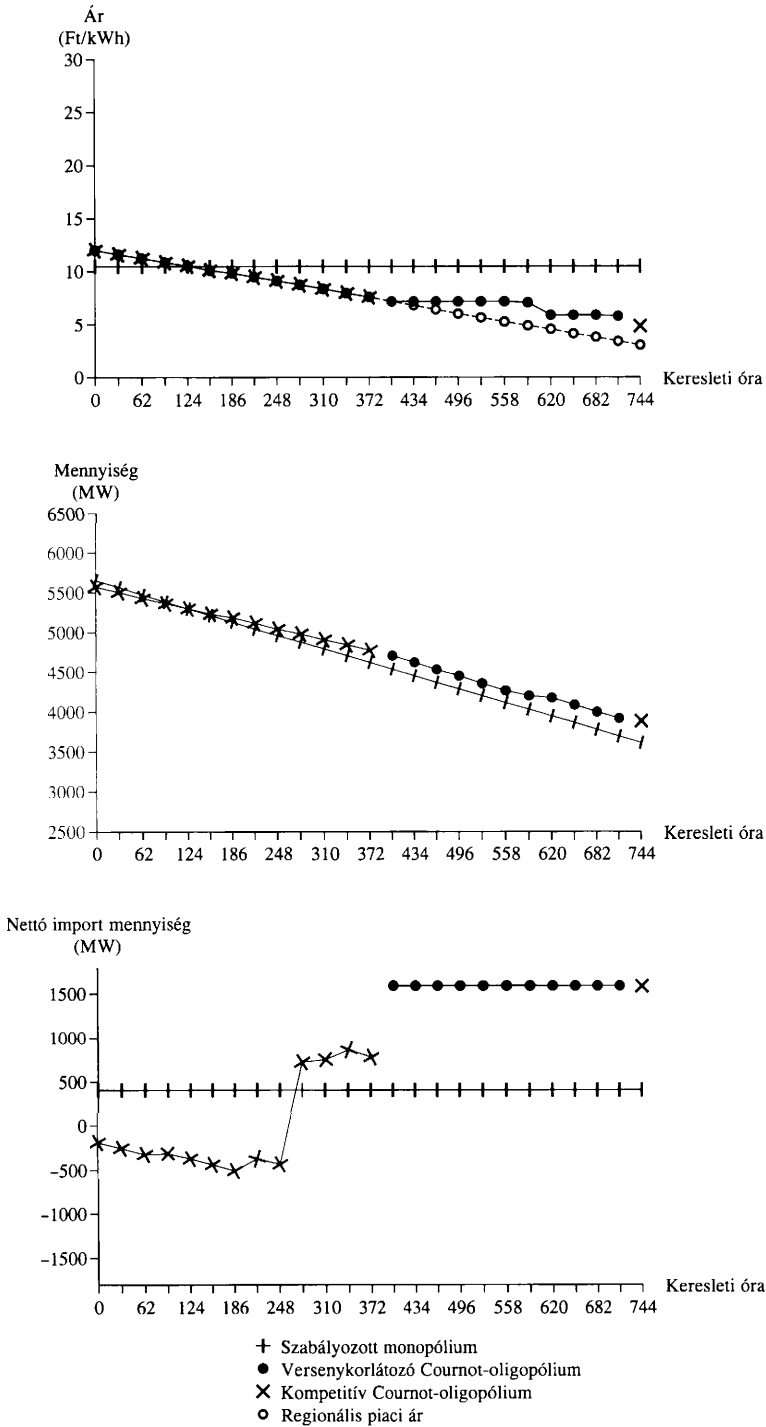 Ár
(Ft/kWh)
30
25
20
15
10
5
0
0 62 124 186 248 310 372 434 496 558 620 682 744
Keresleti óra
Mennyiség
(MW)
6500
6000
5500
5000
4500
4000
3500
3000
2500
0 62 124 186 248 310 372 434 496 558 620 682 744
Keresleti óra
Nettó import mennyiség
(MW)
1500
1000
500
0
-500
-1000
-1500
0 62 124 186 248 310 372 434 496 558 620 682 744
Keresleti óra
Szabályozott monopólium
Versenykorlátozó Cournot-oligopólium
Kompetitív Cournot-oligopólium
Regionális piaci ár